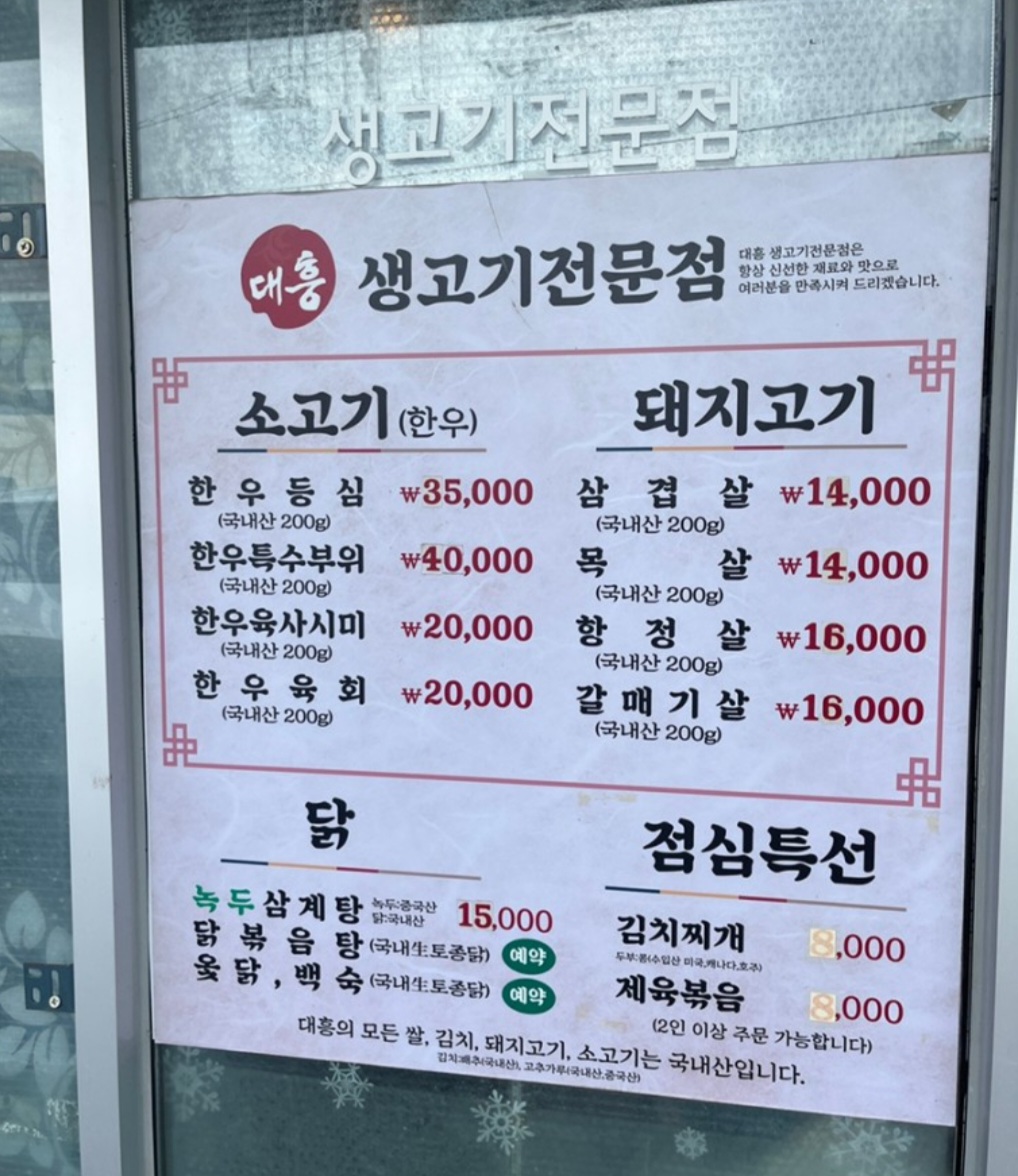 생고기전문점
대흥
생고기전문점
대흥 생고기전문점은
항상 신선한 재료와 맛으로
여러분을 만족시켜 드리겠습니다.
소고기 (한우)
한우등심 ₩35,000
(국내산 200g)
한우특수부위 ₩40,000
(국내산 200g)
한우육사시미 ₩20,000
(국내산 200g)
한우육회 ₩20,000
(국내산 200g)
돼지고기
삼겹살 ₩14,000
(국내산 200g)
목살 ₩14,000
(국내산 200g)
항정살 ₩16,000
(국내산 200g)
갈매기살 ₩16,000
(국내산 200g)
닭
녹두삼계탕 녹두:중국산 닭:국내산 15,000
닭볶음탕 (국내生토종닭) 예약
옻닭, 백숙 (국내生토종닭) 예약
점심특선
김치찌개 8,000
두부:콩(수입산 미국,캐나다,호주)
제육볶음 8,000
(2인 이상 주문 가능합니다)
대흥의 모든 쌀, 김치, 돼지고기, 소고기는 국내산입니다.
김치:배추(국내산), 고추가루(국내산,중국산)